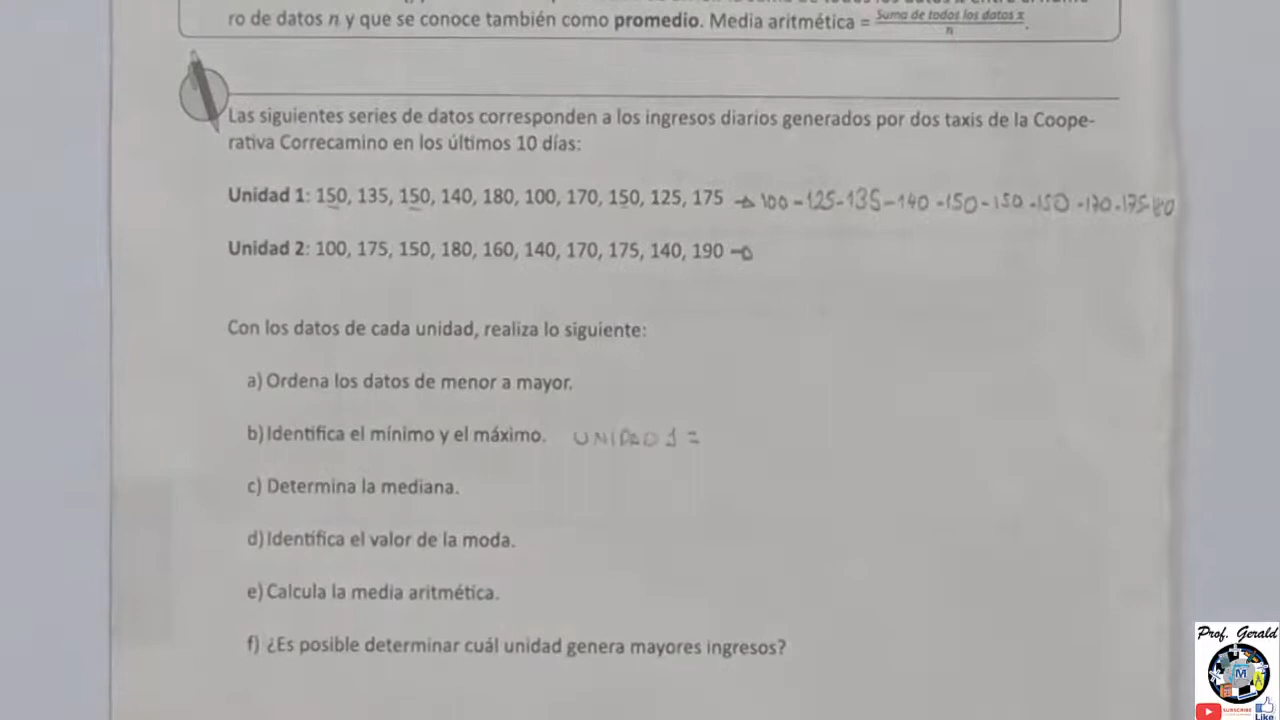 ro de datos n y que se conoce también como promedio. Media aritmética = Suma de todos los datos x / n.
Las siguientes series de datos corresponden a los ingresos diarios generados por dos taxis de la Coope-
rativa Correcamino en los últimos 10 días:
Unidad 1: 150, 135, 150, 140, 180, 100, 170, 150, 125, 175 → 100 - 125 - 135 - 140 - 150 - 150 - 150 - 170 - 175 - 180
Unidad 2: 100, 175, 150, 180, 160, 140, 170, 175, 140, 190 →
Con los datos de cada unidad, realiza lo siguiente:
a) Ordena los datos de menor a mayor.
b) Identifica el mínimo y el máximo. UNIDAD 1 =
c) Determina la mediana.
d) Identifica el valor de la moda.
e) Calcula la media aritmética.
f) ¿Es posible determinar cuál unidad genera mayores ingresos?
Prof. Gerald
SUBSCRIBE
Like